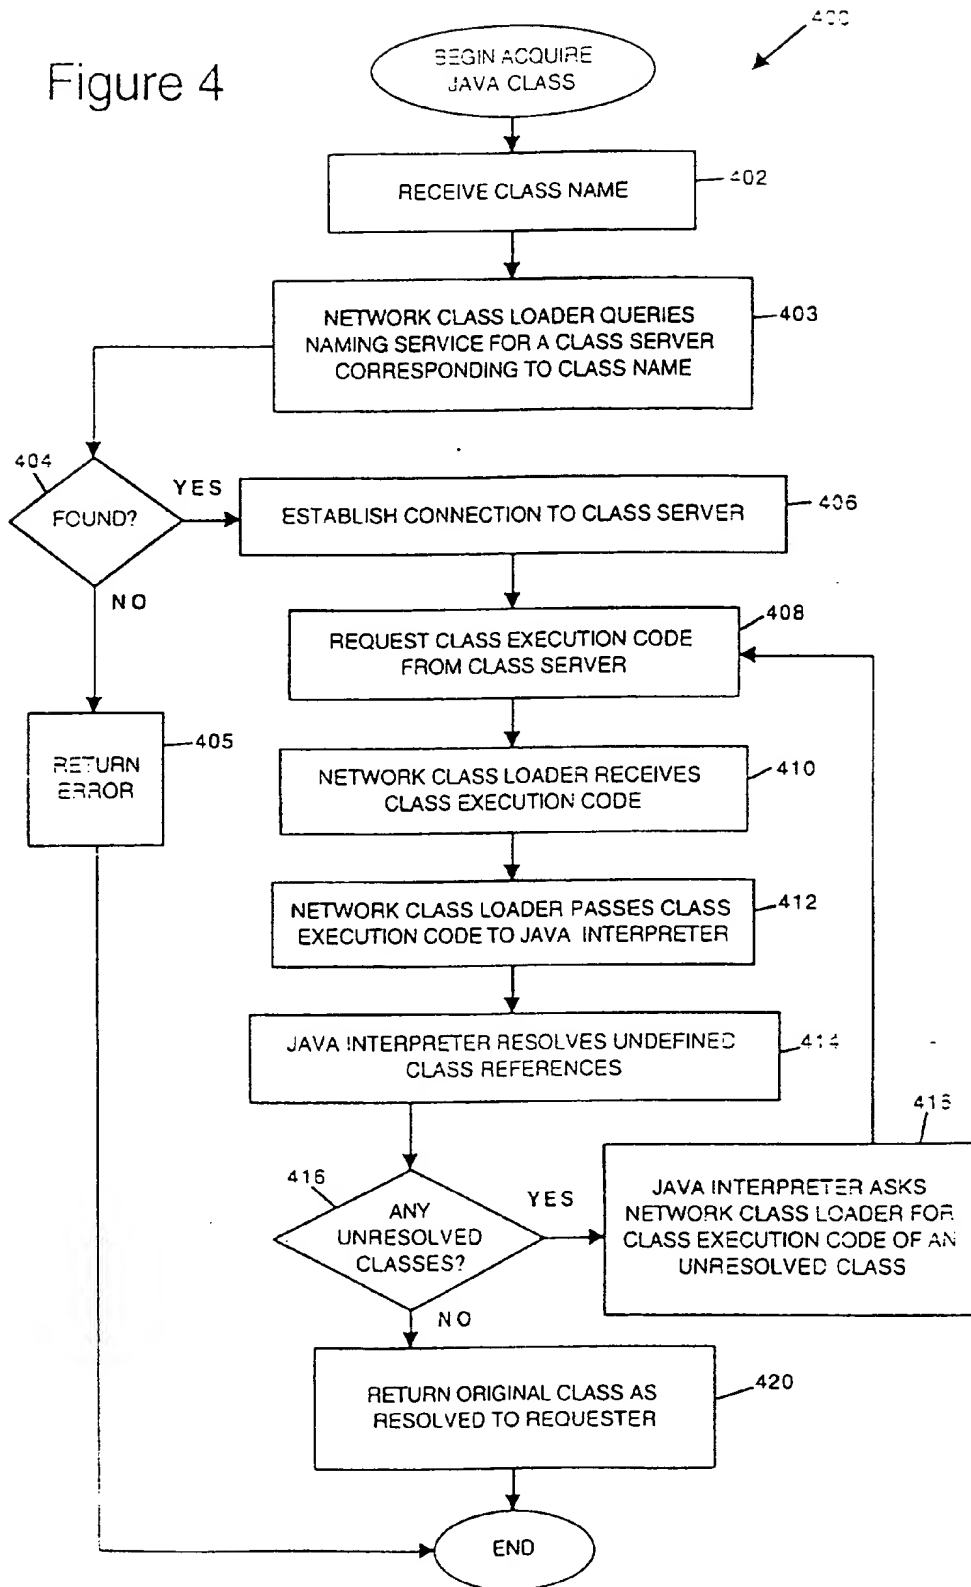 Figure 4
400
BEGIN ACQUIRE
JAVA CLASS
RECEIVE CLASS NAME
402
NETWORK CLASS LOADER QUERIES
NAMING SERVICE FOR A CLASS SERVER
CORRESPONDING TO CLASS NAME
403
404
FOUND?
YES
NO
ESTABLISH CONNECTION TO CLASS SERVER
406
REQUEST CLASS EXECUTION CODE
FROM CLASS SERVER
408
RETURN
ERROR
405
NETWORK CLASS LOADER RECEIVES
CLASS EXECUTION CODE
410
NETWORK CLASS LOADER PASSES CLASS
EXECUTION CODE TO JAVA INTERPRETER
412
JAVA INTERPRETER RESOLVES UNDEFINED
CLASS REFERENCES
414
416
ANY
UNRESOLVED
CLASSES?
YES
NO
JAVA INTERPRETER ASKS
NETWORK CLASS LOADER FOR
CLASS EXECUTION CODE OF AN
UNRESOLVED CLASS
RETURN ORIGINAL CLASS AS
RESOLVED TO REQUESTER
420
END